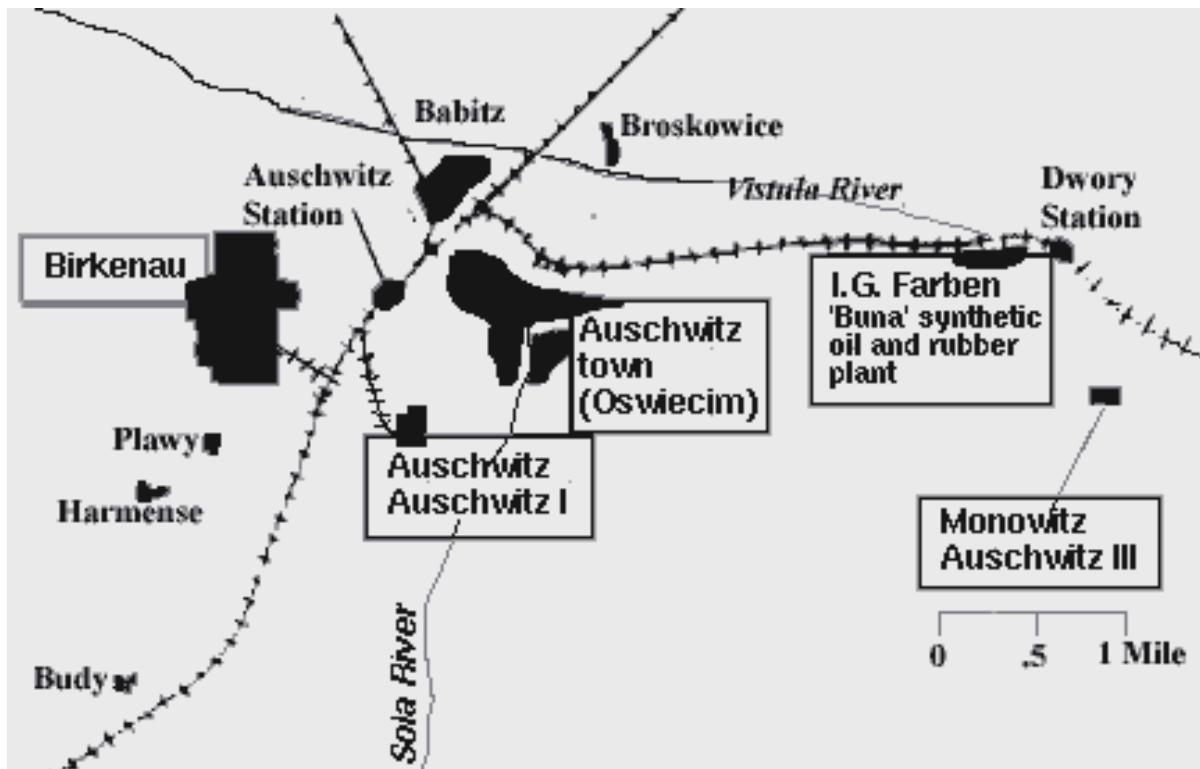 Babitz
Broskowice
Auschwitz
Station
Vistula River
Dwory
Station
Birkenau
I.G. Farben
'Buna' synthetic
oil and rubber
plant
Auschwitz
town
(Oswiecim)
Plawy
Harmense
Auschwitz
Auschwitz I
Monowitz
Auschwitz III
Sola River
Budy
0 .5 1 Mile